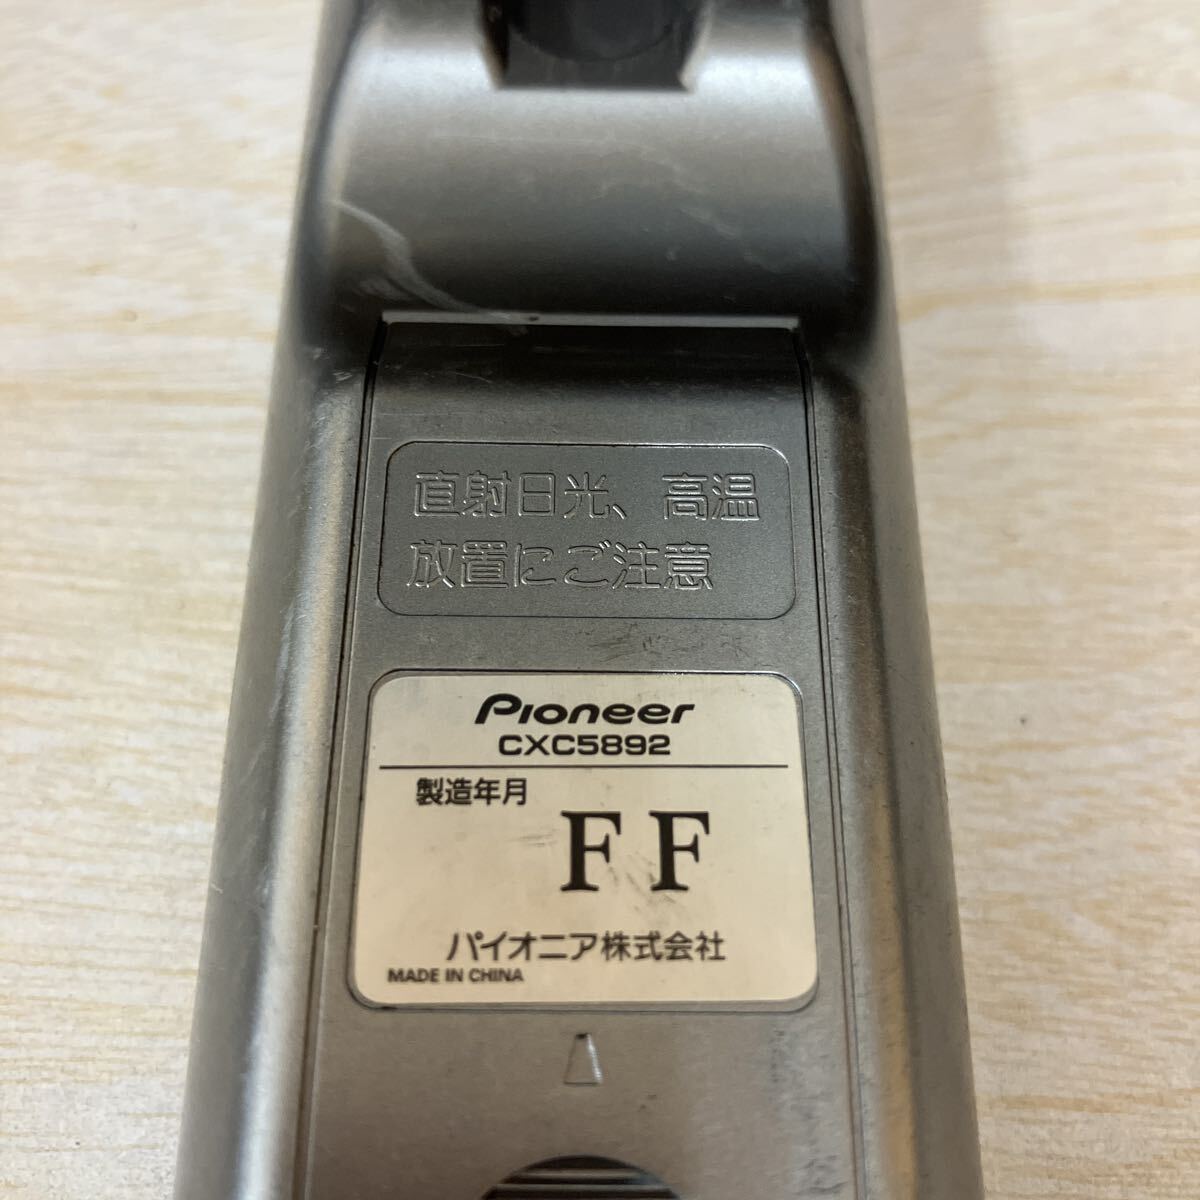 直射日光、高温
放置にご注意
Pioneer
CXC5892
製造年月
FF
パイオニア株式会社
MADE IN CHINA